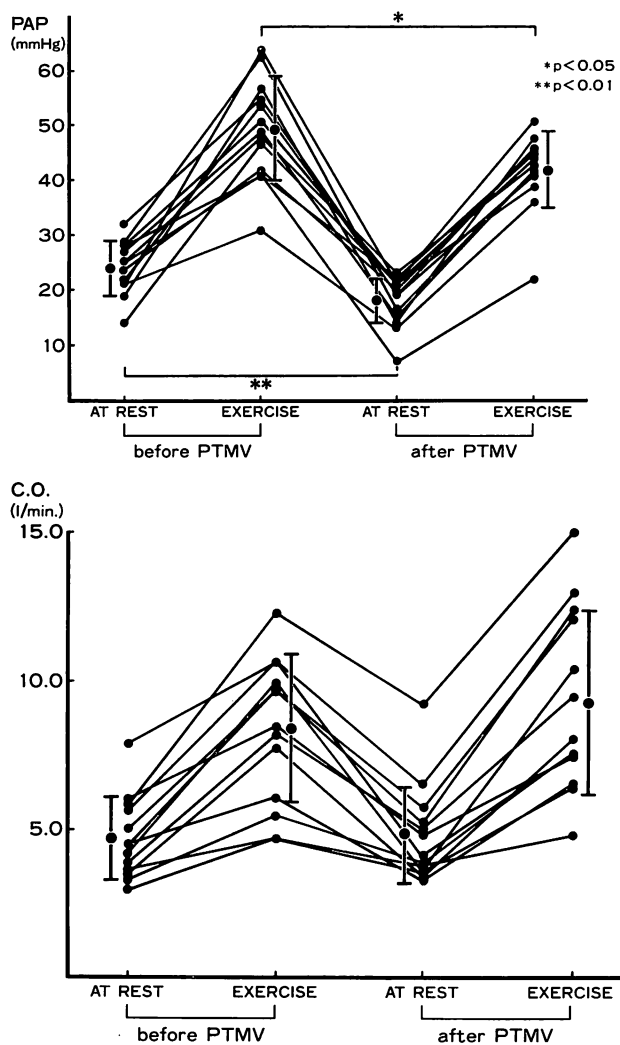 PAP
(mmHg)
*
*p<0.05
**p<0.01
60
50
40
30
20
10
**
AT REST EXERCISE AT REST EXERCISE
before PTMV after PTMV
C.O.
(l/min.)
15.0
10.0
5.0
AT REST EXERCISE AT REST EXERCISE
before PTMV after PTMV